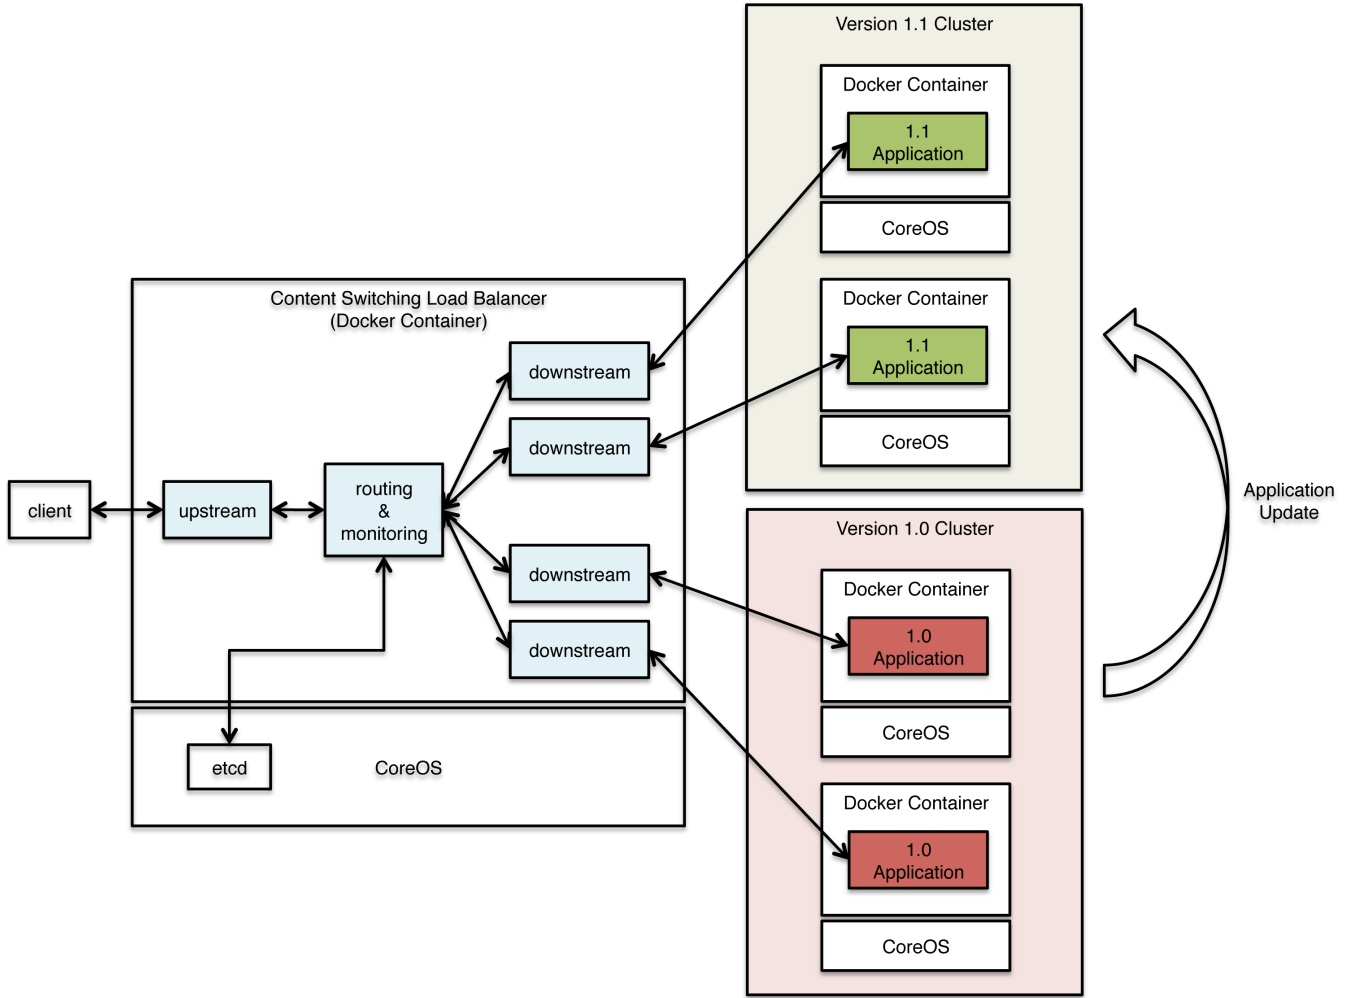 Version 1.1 Cluster
Docker Container
1.1
Application
CoreOS
Docker Container
1.1
Application
CoreOS
Content Switching Load Balancer
(Docker Container)
downstream
downstream
client
upstream
routing
&
monitoring
downstream
downstream
etcd
CoreOS
Version 1.0 Cluster
Docker Container
1.0
Application
CoreOS
Docker Container
1.0
Application
CoreOS
Application
Update